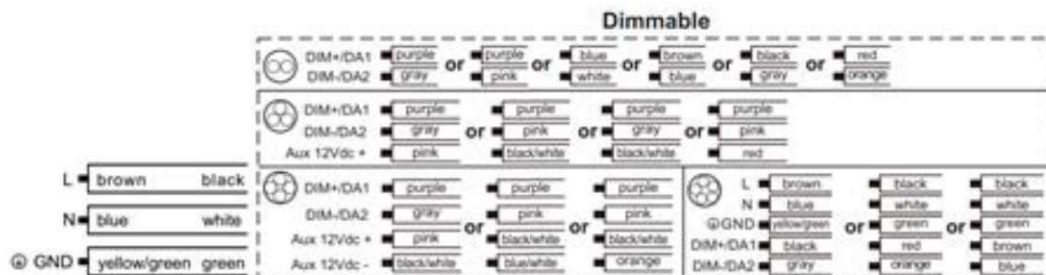 Dimmable
DIM+/DA1 purple or purple or blue or brown or black or red
DIM-/DA2 gray pink white blue gray orange
DIM+/DA1 purple purple purple purple
DIM-/DA2 gray or pink or gray or pink
Aux 12Vdc + pink black/white black/white red
L brown black
N blue white
GND yellow/green green
DIM+/DA1 purple purple purple
DIM-/DA2 gray pink pink
or or
Aux 12Vdc + pink black/white black/white
Aux 12Vdc - black/white blue/white orange
L brown black black
N blue white white
GND yellow/green or green or green
DIM+/DA1 black red brown
DIM-/DA2 gray orange blue